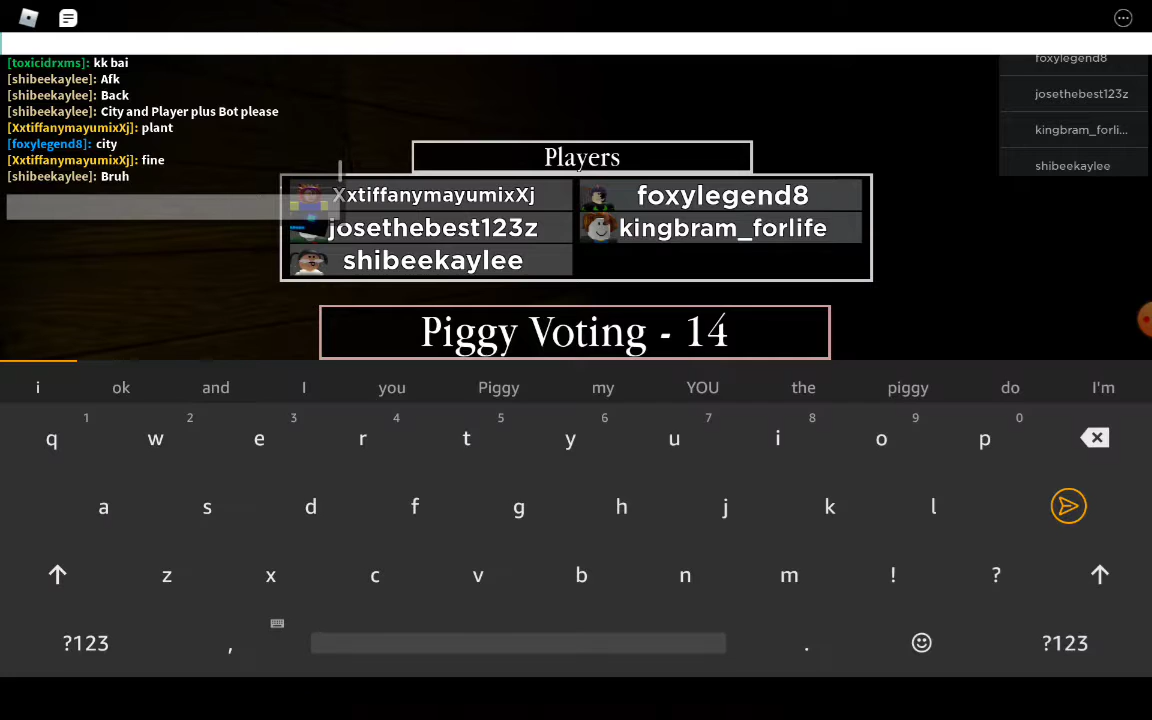 [toxicidrxms]: kk bai
[shibeekaylee]: Afk
[shibeekaylee]: Back
[shibeekaylee]: City and Player plus Bot please
[XxtiffanymayumixXj]: plant
[foxylegend8]: city
[XxtiffanymayumixXj]: fine
[shibeekaylee]: Bruh
foxylegend8
josethebest123z
kingbram_forli...
shibeekaylee
Players
XxtiffanymayumixXj foxylegend8
josethebest123z kingbram_forlife
shibeekaylee
Piggy Voting - 14
i ok and I you Piggy my YOU the piggy do I'm
1 2 3 4 5 6 7 8 9 0
q w e r t y u i o p
a s d f g h j k l
z x c v b n m ! ?
?123 , . ?123